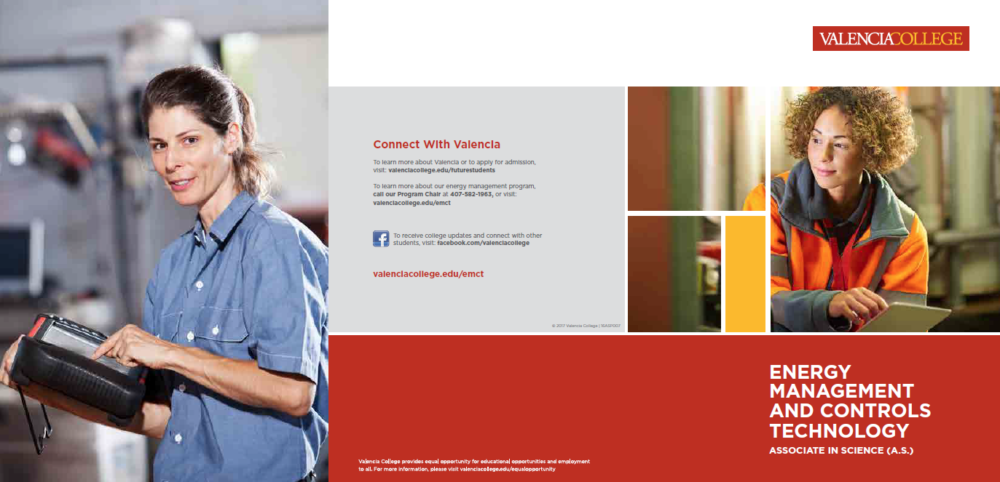 VALENCIACOLLEGE
Connect With Valencia
To learn more about Valencia or to apply for admission,
visit: valenciacollege.edu/futurestudents
To learn more about our energy management program,
call our Program Chair at 407-582-1963, or visit:
valenciacollege.edu/emct
To receive college updates and connect with other
students, visit: facebook.com/valenciacollege
valenciacollege.edu/emct
© 2017 Valencia College | 16ASP007
ENERGY
MANAGEMENT
AND CONTROLS
TECHNOLOGY
ASSOCIATE IN SCIENCE (A.S.)
Valencia College provides equal opportunity for educational opportunities and employment
to all. For more information, please visit valenciacollege.edu/equalopportunity